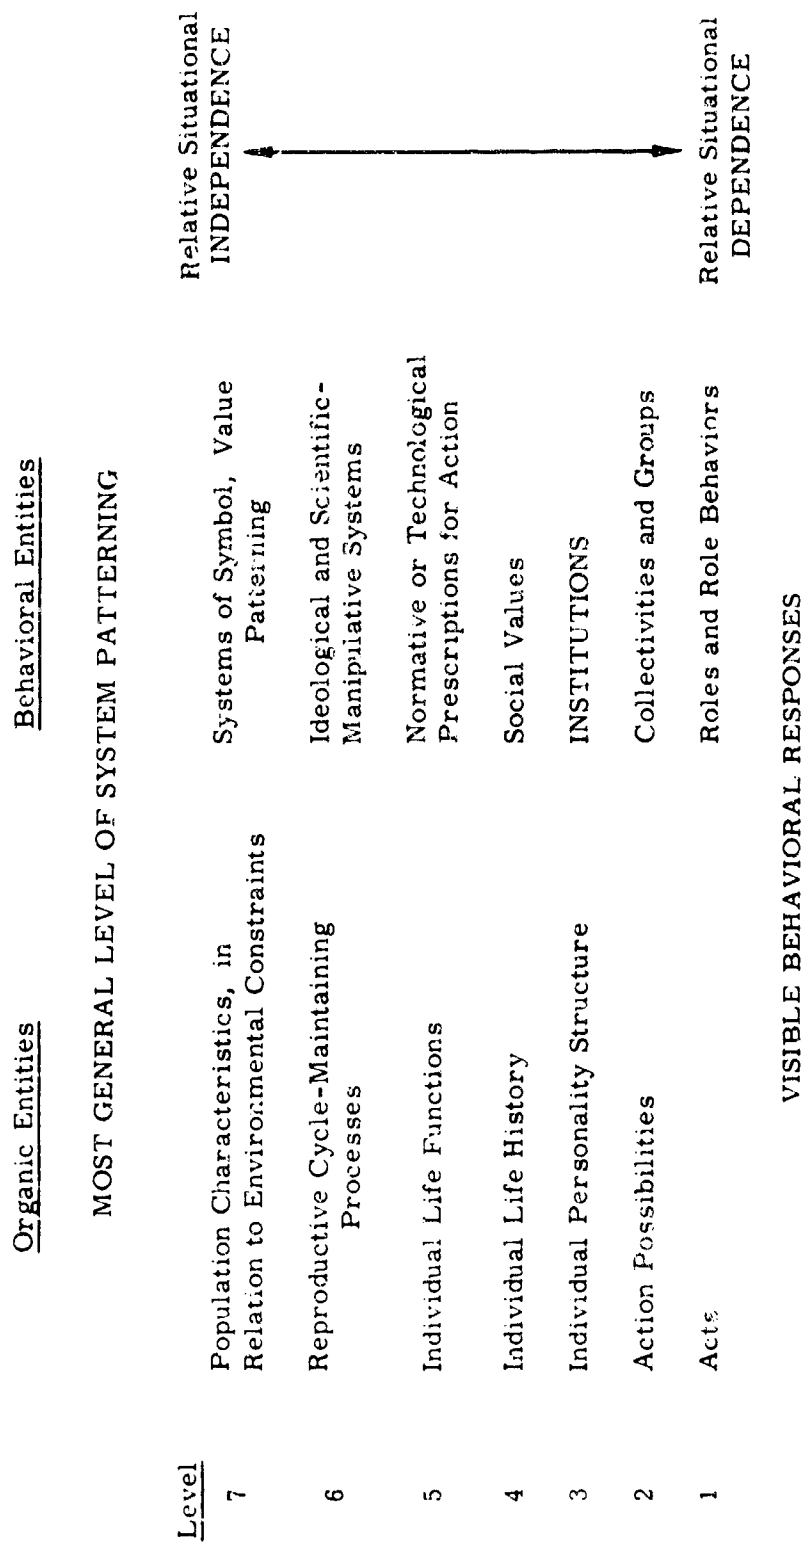 Organic Entities Behavioral Entities
MOST GENERAL LEVEL OF SYSTEM PATTERNING
Level
Relative Situational
7 Population Characteristics, in Systems of Symbol, Value INDEPENDENCE
Relation to Environmental Constraints Patterning
6 Reproductive Cycle-Maintaining Ideological and Scientific-
Processes Manipulative Systems
Normative or Technological
5 Individual Life Functions Prescriptions for Action
4 Individual Life History Social Values
3 Individual Personality Structure INSTITUTIONS
2 Action Possibilities Collectivities and Groups
1 Acts Roles and Role Behaviors Relative Situational
DEPENDENCE
VISIBLE BEHAVIORAL RESPONSES